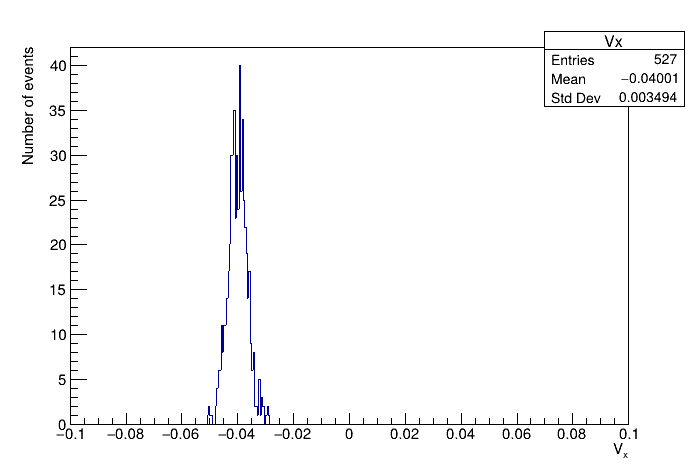 Vx
Entries 527
Mean −0.04001
Std Dev 0.003494
Number of events
40
35
30
25
20
15
10
5
0
−0.1 −0.08 −0.06 −0.04 −0.02 0 0.02 0.04 0.06 0.08 0.1
Vx